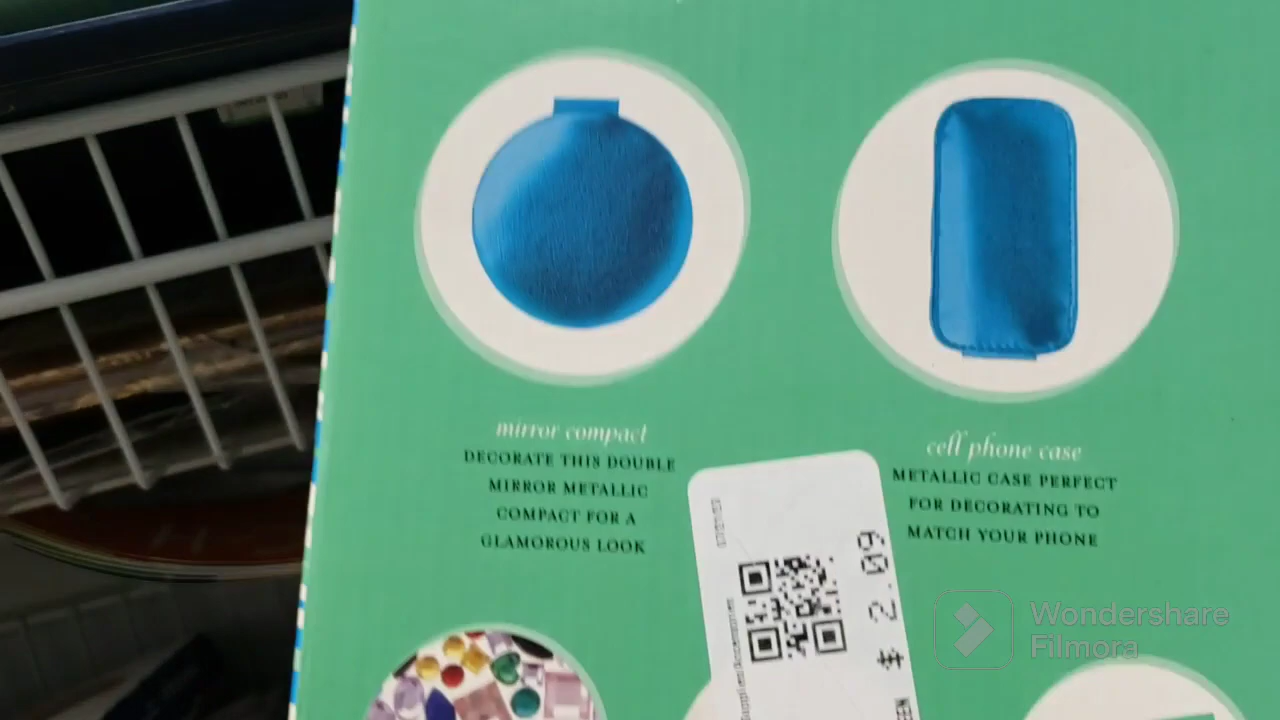 mirror compact
DECORATE THIS DOUBLE
MIRROR METALLIC
COMPACT FOR A
GLAMOROUS LOOK
cell phone case
METALLIC CASE PERFECT
FOR DECORATING TO
MATCH YOUR PHONE
$ 2.09
Wondershare
Filmora